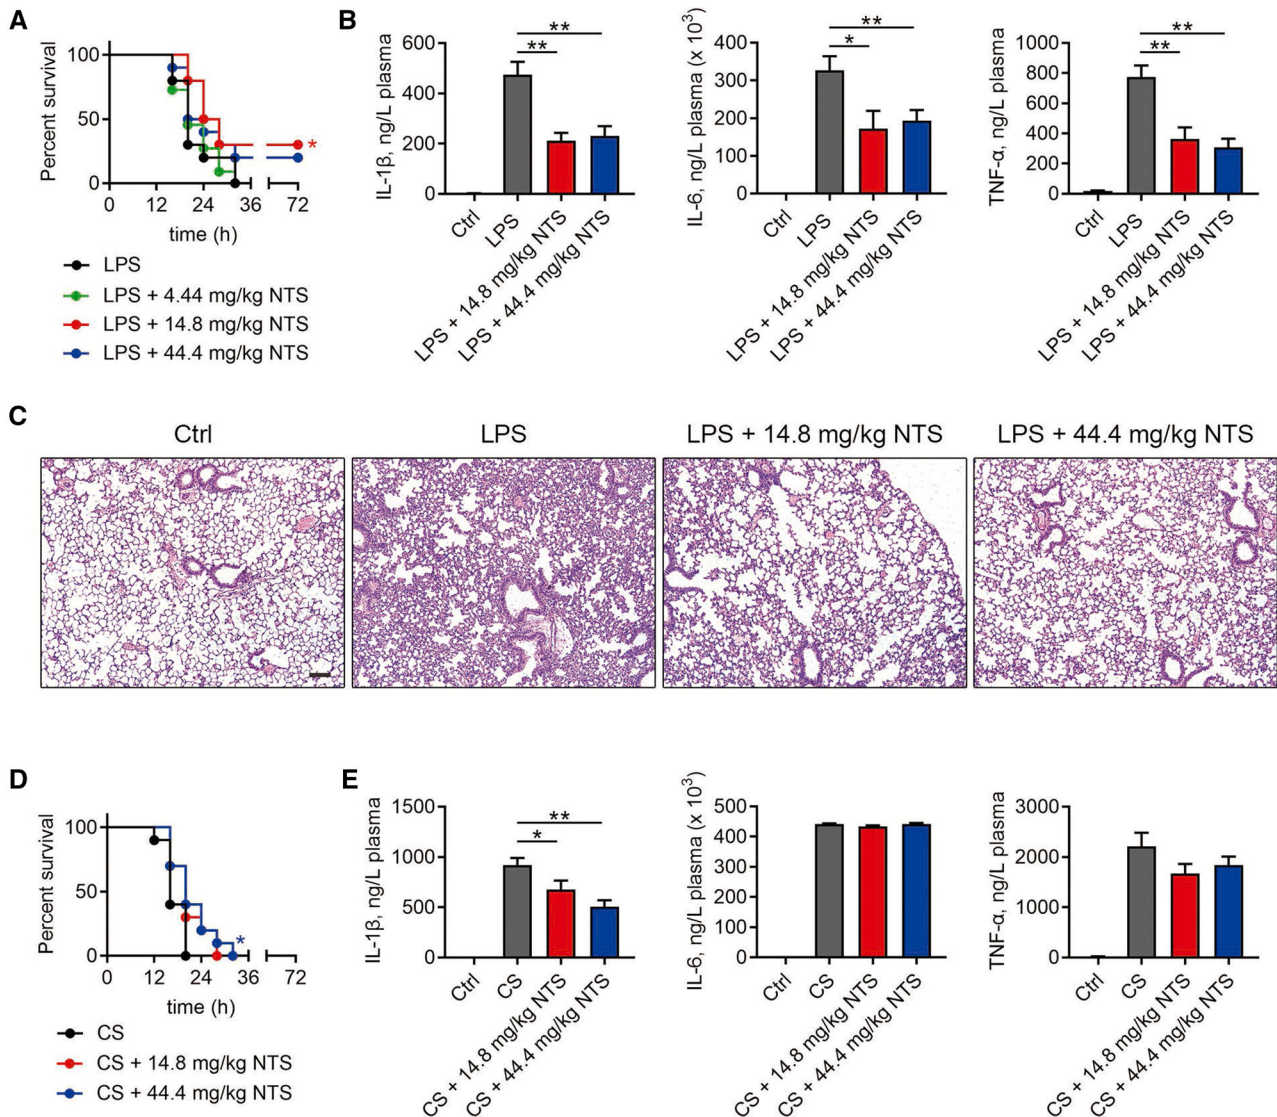 A
Percent survival
100
50
0
0 12 24 36 72
time (h)
*
LPS
LPS + 4.44 mg/kg NTS
LPS + 14.8 mg/kg NTS
LPS + 44.4 mg/kg NTS
B
IL-1β, ng/L plasma
600
400
200
0
**
**
Ctrl
LPS
LPS + 14.8 mg/kg NTS
LPS + 44.4 mg/kg NTS
IL-6, ng/L plasma (x 10³)
400
300
200
100
0
**
*
Ctrl
LPS
LPS + 14.8 mg/kg NTS
LPS + 44.4 mg/kg NTS
TNF-α, ng/L plasma
1000
800
600
400
200
0
**
**
Ctrl
LPS
LPS + 14.8 mg/kg NTS
LPS + 44.4 mg/kg NTS
C
Ctrl
LPS
LPS + 14.8 mg/kg NTS
LPS + 44.4 mg/kg NTS
D
Percent survival
100
50
0
0 12 24 36 72
time (h)
*
CS
CS + 14.8 mg/kg NTS
CS + 44.4 mg/kg NTS
E
IL-1β, ng/L plasma
1500
1000
500
0
**
*
Ctrl
CS
CS + 14.8 mg/kg NTS
CS + 44.4 mg/kg NTS
IL-6, ng/L plasma (x 10³)
500
400
300
200
100
0
Ctrl
CS
CS + 14.8 mg/kg NTS
CS + 44.4 mg/kg NTS
TNF-α, ng/L plasma
3000
2000
1000
0
Ctrl
CS
CS + 14.8 mg/kg NTS
CS + 44.4 mg/kg NTS